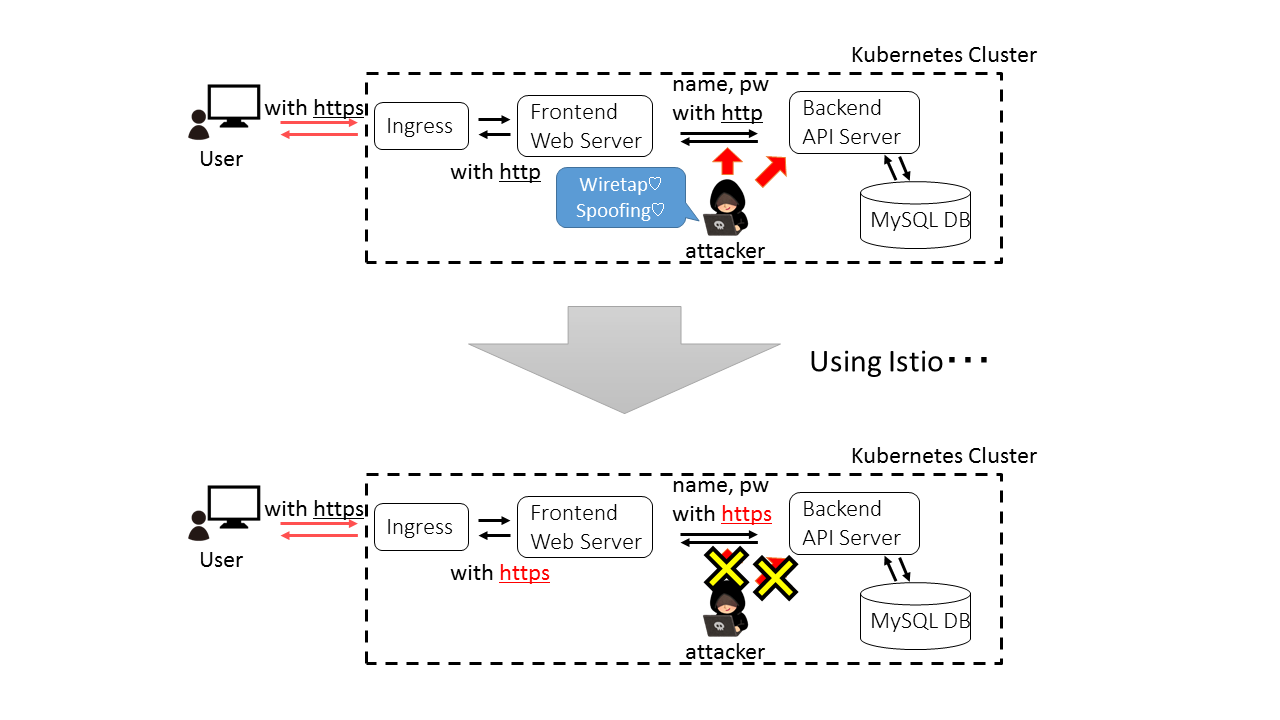 Kubernetes Cluster
with https
User
Ingress
Frontend
Web Server
with http
name, pw
with http
Backend
API Server
MySQL DB
Wiretap♡
Spoofing♡
attacker
Using Istio・・・
Kubernetes Cluster
with https
User
Ingress
Frontend
Web Server
with https
name, pw
with https
Backend
API Server
MySQL DB
attacker